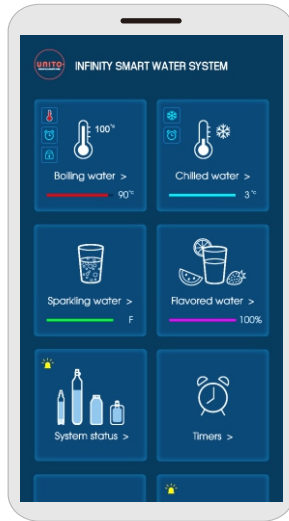 UNITO
INFINITY SMART WATER SYSTEM
100°c
Boiling water >
90°c
Chilled water >
3 °c
Sparkling water >
F
Flavored water >
100%
System status >
Timers >